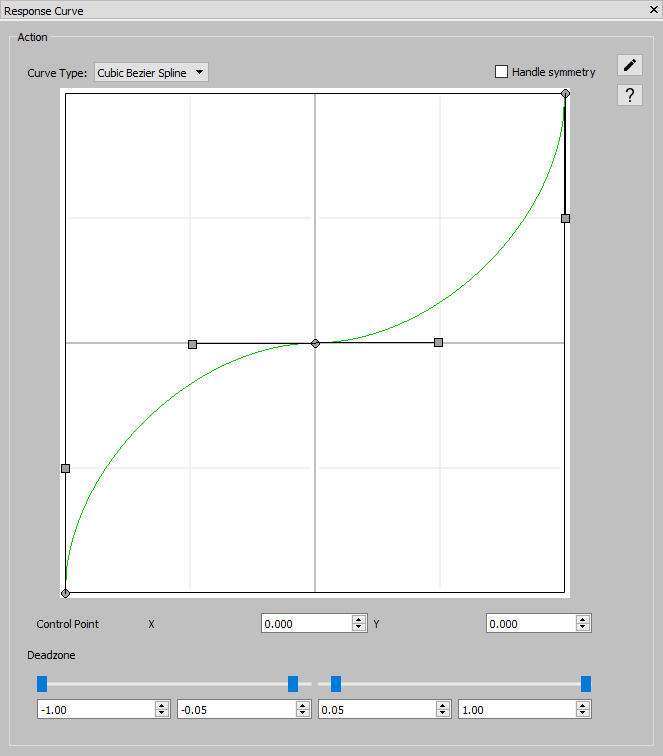 Response Curve
Action
Curve Type: Cubic Bezier Spline
Handle symmetry
?
Control Point X 0.000 Y 0.000
Deadzone
-1.00 -0.05 0.05 1.00